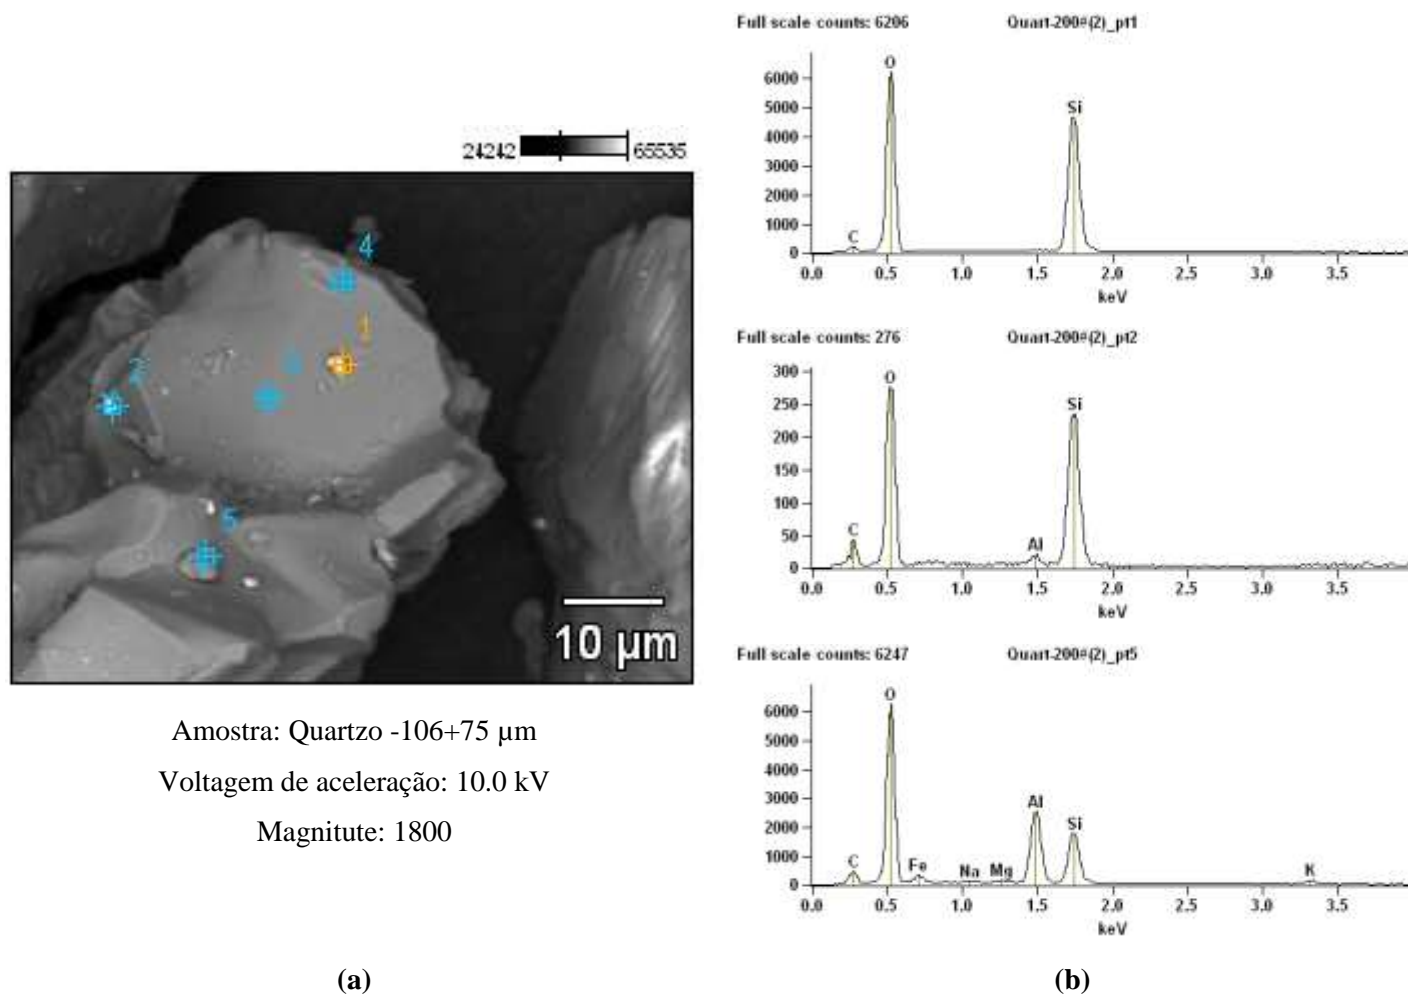 24242 65535
4
1
2
3
5
10 µm
Amostra: Quartzo -106+75 µm
Voltagem de aceleração: 10.0 kV
Magnitute: 1800
(a)
Full scale counts: 6206 Quart-200#(2)_pt1
O
6000
Si
5000
4000
3000
2000
1000
C
0
0.0 0.5 1.0 1.5 2.0 2.5 3.0 3.5
keV
Full scale counts: 276 Quart-200#(2)_pt2
300
O
250
Si
200
150
100
50
C
Al
0
0.0 0.5 1.0 1.5 2.0 2.5 3.0 3.5
keV
Full scale counts: 6247 Quart-200#(2)_pt5
O
6000
5000
4000
3000
Al
2000
Si
1000
C Fe Na Mg K
0
0.0 0.5 1.0 1.5 2.0 2.5 3.0 3.5
keV
(b)